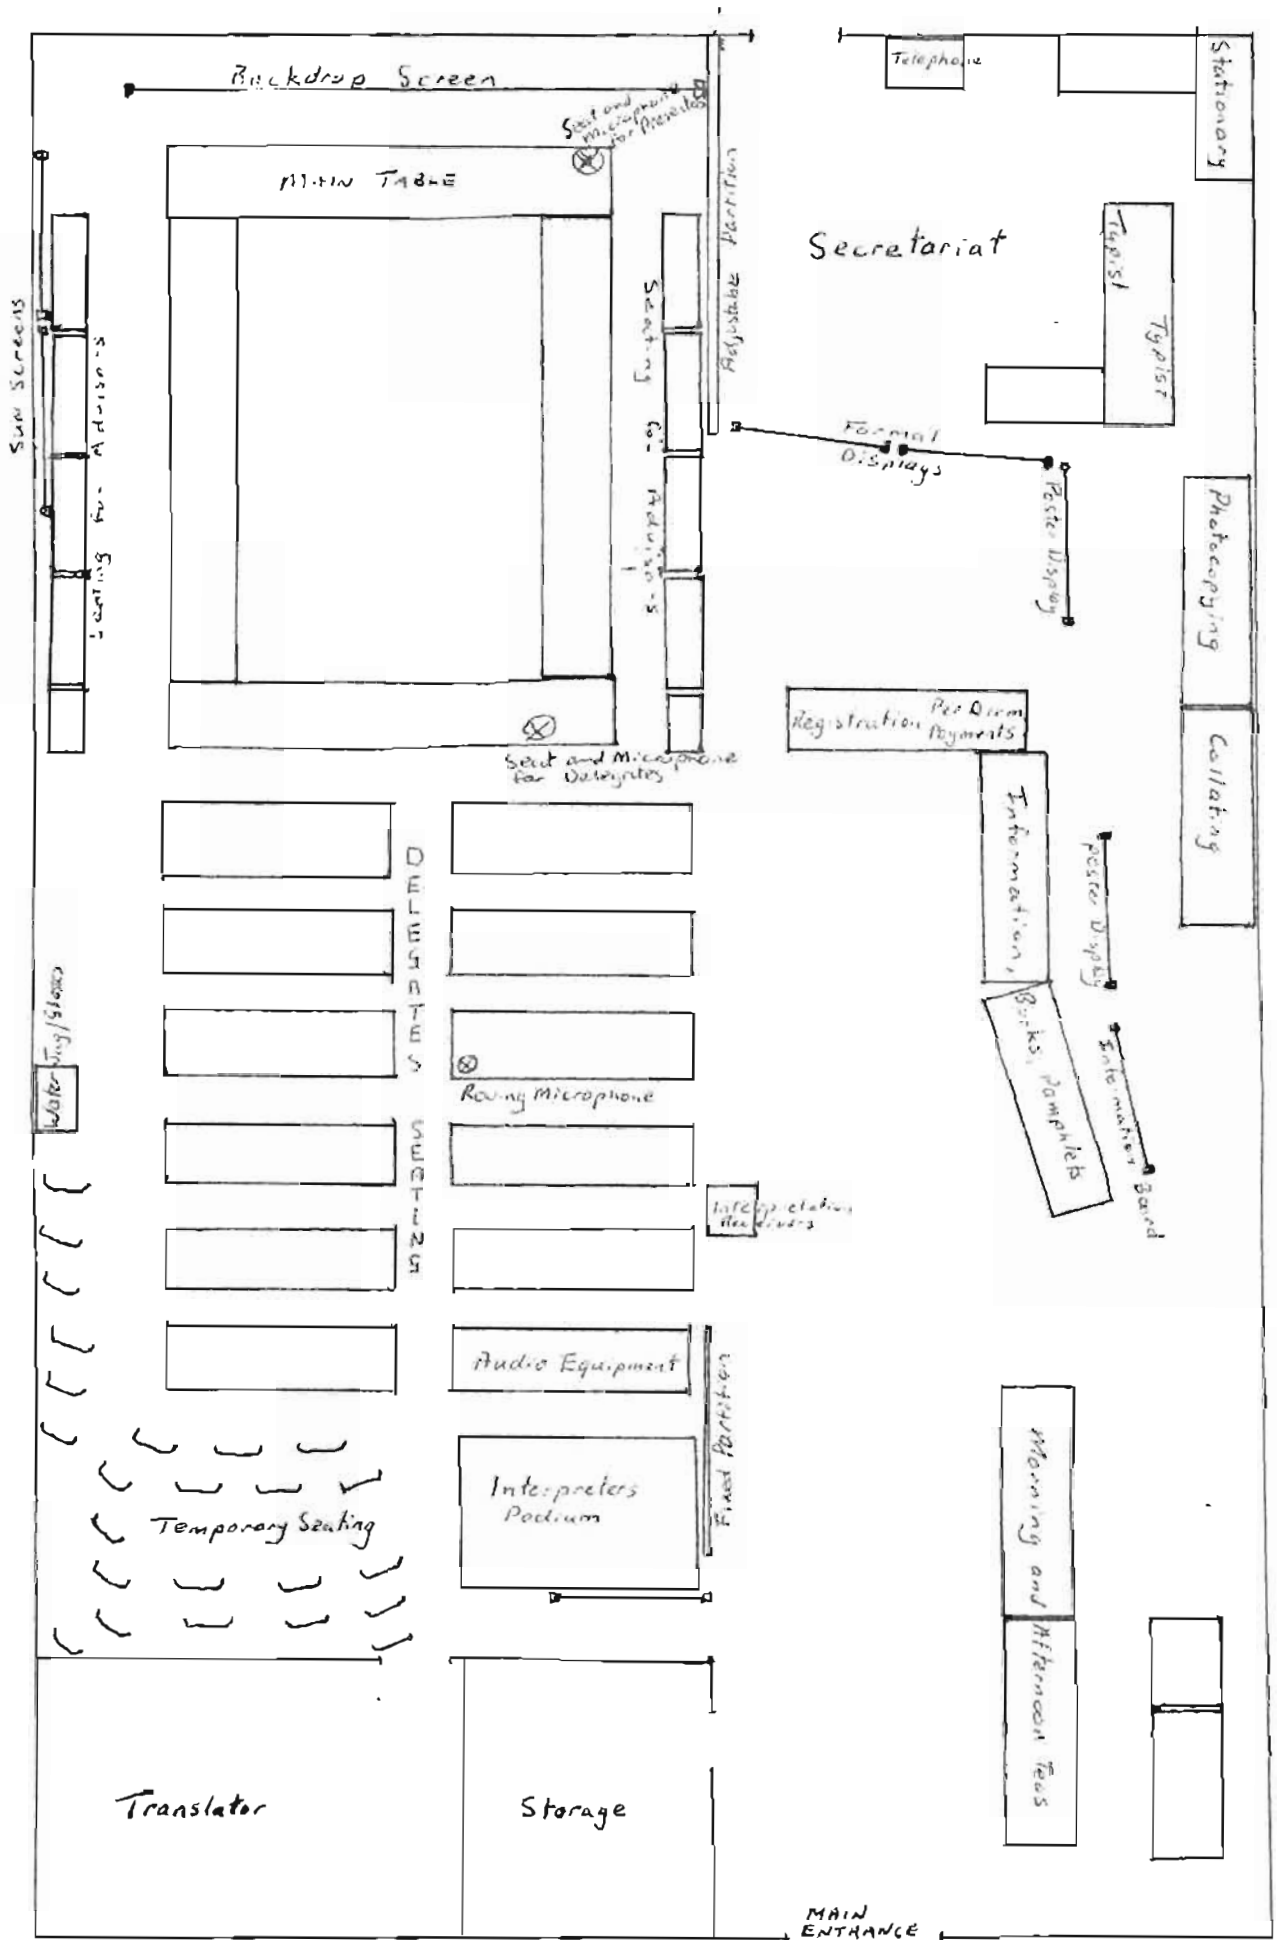 Telephone
Stationary
Backdrop Screen
Seat and
Microphone
for Presenter
MAIN TABLE
Adjustable Partition
Secretariat
Typist
Typist
Sun Screens
Seating for Advisors
Seating for Advisors
Formal
Displays
Poster Display
Photocopying
Registration
Per Diem
Payments
Seat and Microphone
for Delegates
Collating
Information,
Poster Display
DELEGATES SEATING
Water Jug/Glasses
Books, Pamphlets
Information Board
Roving Microphone
Interpretation
Receivers
Audio Equipment
Fixed Partition
Interpreters
Podium
Temporary Seating
Morning and Afternoon Teas
Translator
Storage
MAIN
ENTRANCE